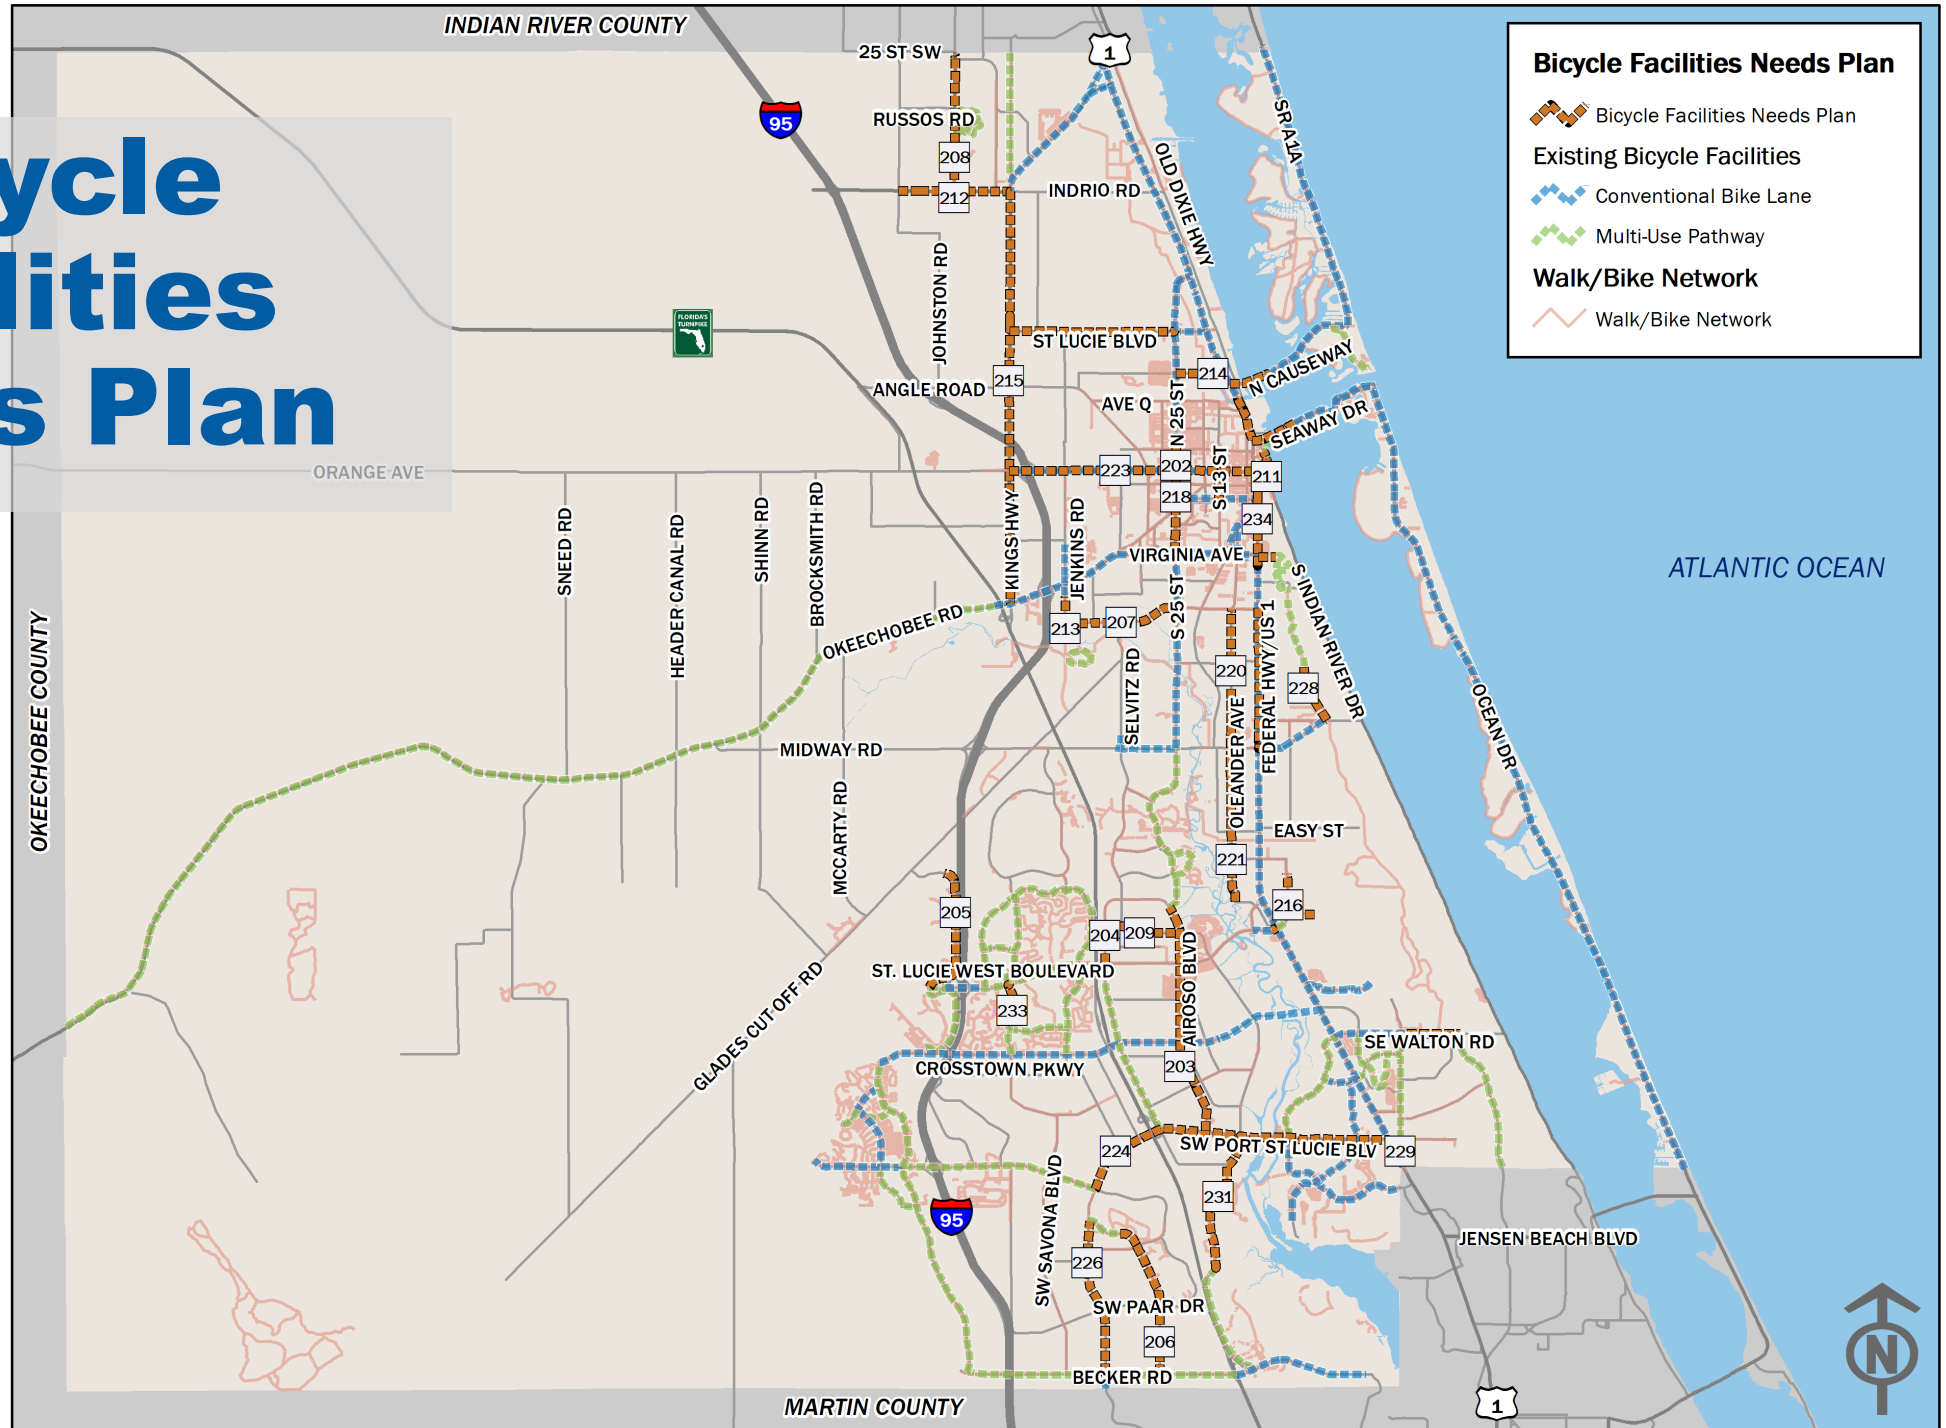 INDIAN RIVER COUNTY
25 ST SW
1
Bicycle Facilities Needs Plan
Bicycle Facilities Needs Plan
Existing Bicycle Facilities
Conventional Bike Lane
Multi-Use Pathway
Walk/Bike Network
Walk/Bike Network
ycle
lities
s Plan
95
RUSSOS RD
SR A1A
208
212
INDRIO RD
OLD DIXIE HWY
JOHNSTON RD
FLORIDA'S
TURNPIKE
ST LUCIE BLVD
N CAUSEWAY
214
215
ANGLE ROAD
AVE Q
N 25 ST
SEAWAY DR
ORANGE AVE
223
202
S 13 ST
211
218
234
SNEED RD
HEADER CANAL RD
SHINN RD
BROCKSMITH RD
KINGS HWY
JENKINS RD
VIRGINIA AVE
ATLANTIC OCEAN
S INDIAN RIVER DR
OKEECHOBEE RD
213
207
S 25 ST
OKEECHOBEE COUNTY
SELVITZ RD
220
FEDERAL HWY/US 1
228
OCEAN DR
MIDWAY RD
OLEANDER AVE
MCCARTY RD
EASY ST
221
205
216
204
209
AIROSO BLVD
ST. LUCIE WEST BOULEVARD
233
GLADES CUT OFF RD
SE WALTON RD
CROSSTOWN PKWY
203
224
SW PORT ST LUCIE BLV
229
SW SAVONA BLVD
231
95
JENSEN BEACH BLVD
226
SW PAAR DR
206
BECKER RD
N
MARTIN COUNTY
1